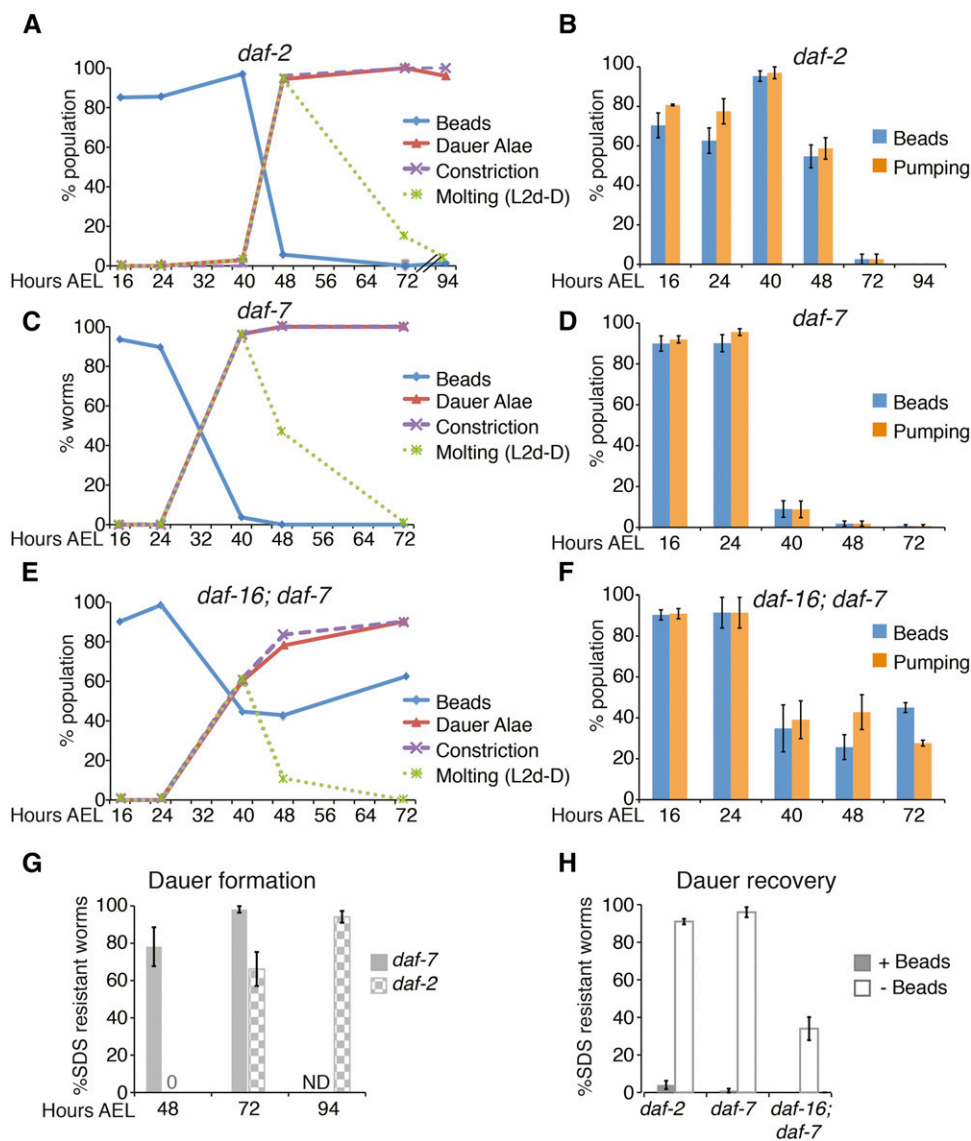 A
daf-2
100
80
60
40
20
0
% population
Beads
Dauer Alae
Constriction
Molting (L2d-D)
Hours AEL
16 24 32 40 48 56 64 72 94
B
daf-2
100
80
60
40
20
0
% population
Beads
Pumping
16 24 40 48 72 94
C
daf-7
100
80
60
40
20
0
% worms
Beads
Dauer Alae
Constriction
Molting (L2d-D)
Hours AEL
16 24 32 40 48 56 64 72
D
daf-7
100
80
60
40
20
0
% population
Beads
Pumping
16 24 40 48 72
E
daf-16; daf-7
100
80
60
40
20
0
% population
Beads
Dauer Alae
Constriction
Molting (L2d-D)
Hours AEL
16 24 32 40 48 56 64 72
F
daf-16; daf-7
100
80
60
40
20
0
% population
Beads
Pumping
Hours AEL
16 24 40 48 72
G
Dauer formation
100
80
60
40
20
0
%SDS resistant worms
daf-7
daf-2
0
ND
Hours AEL
48 72 94
H
Dauer recovery
100
80
60
40
20
0
%SDS resistant worms
+ Beads
- Beads
daf-2 daf-7 daf-16;
daf-7